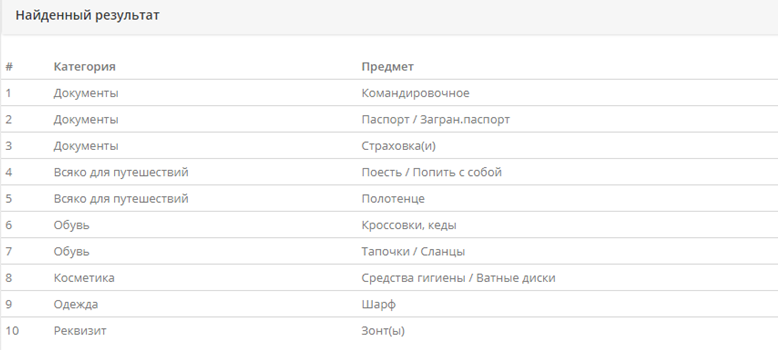 Найденный результат
# Категория Предмет
1 Документы Командировочное
2 Документы Паспорт / Загран.паспорт
3 Документы Страховка(и)
4 Всяко для путешествий Поесть / Попить с собой
5 Всяко для путешествий Полотенце
6 Обувь Кроссовки, кеды
7 Обувь Тапочки / Сланцы
8 Косметика Средства гигиены / Ватные диски
9 Одежда Шарф
10 Реквизит Зонт(ы)